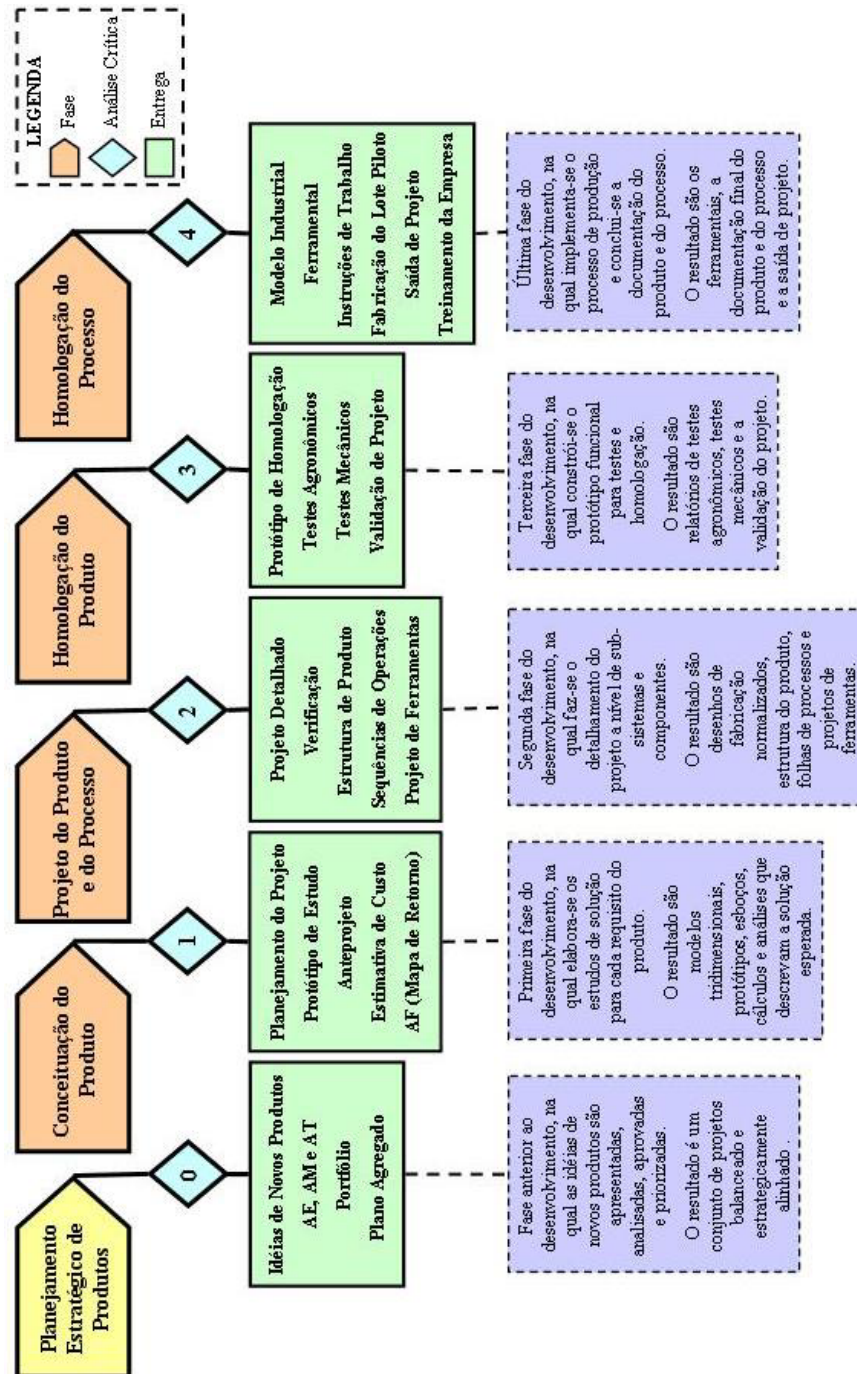 LEGENDA
Fase
Análise Crítica
Entrega
Planejamento
Estratégico de
Produtos
Conceituação do
Produto
Projeto do Produto
e do Processo
Homologação do
Produto
Homologação do
Processo
0
1
2
3
4
Idéias de Novos Produtos
AE, AM e AT
Portfólio
Plano Agregado
Planejamento do Projeto
Protótipo de Estudo
Anteprojeto
Estimativa de Custo
AF (Mapa de Retorno)
Projeto Detalhado
Verificação
Estrutura de Produto
Sequências de Operações
Projeto de Ferramentas
Protótipo de Homologação
Testes Agronômicos
Testes Mecânicos
Validação de Projeto
Modelo Industrial
Ferramental
Instruções de Trabalho
Fabricação do Lote Piloto
Saída de Projeto
Treinamento da Empresa
Fase anterior ao
desenvolvimento, na
qual as idéias de
novos produtos são
apresentadas,
analisadas, aprovadas
e priorizadas.
O resultado é um
conjunto de projetos
balanceado e
estrategicamente
alinhado .
Primeira fase do
desenvolvimento, na
qual elabora-se os
estudos de solução
para cada requisito do
produto.
O resultado são
modelos
tridimensionais,
protótipos, esboços,
cálculos e análises que
descrevam a solução
esperada.
Segunda fase do
desenvolvimento, na
qual faz-se o
detalhamento do
projeto a nível de sub-
sistemas e
componentes.
O resultado são
desenhos de
fabricação
normalizados,
estrutura do produto,
folhas de processos e
projetos de
ferramentas.
Terceira fase do
desenvolvimento, na
qual constrói-se o
protótipo funcional
para testes e
homologação.
O resultado são
relatórios de testes
agronômicos, testes
mecânicos e a
validação do projeto.
Última fase do
desenvolvimento, na
qual implementa-se o
processo de produção
e conclui-se a
documentação do
produto e do processo.
O resultado são os
ferramentais, a
documentação final do
produto e do processo
e a saída de projeto.